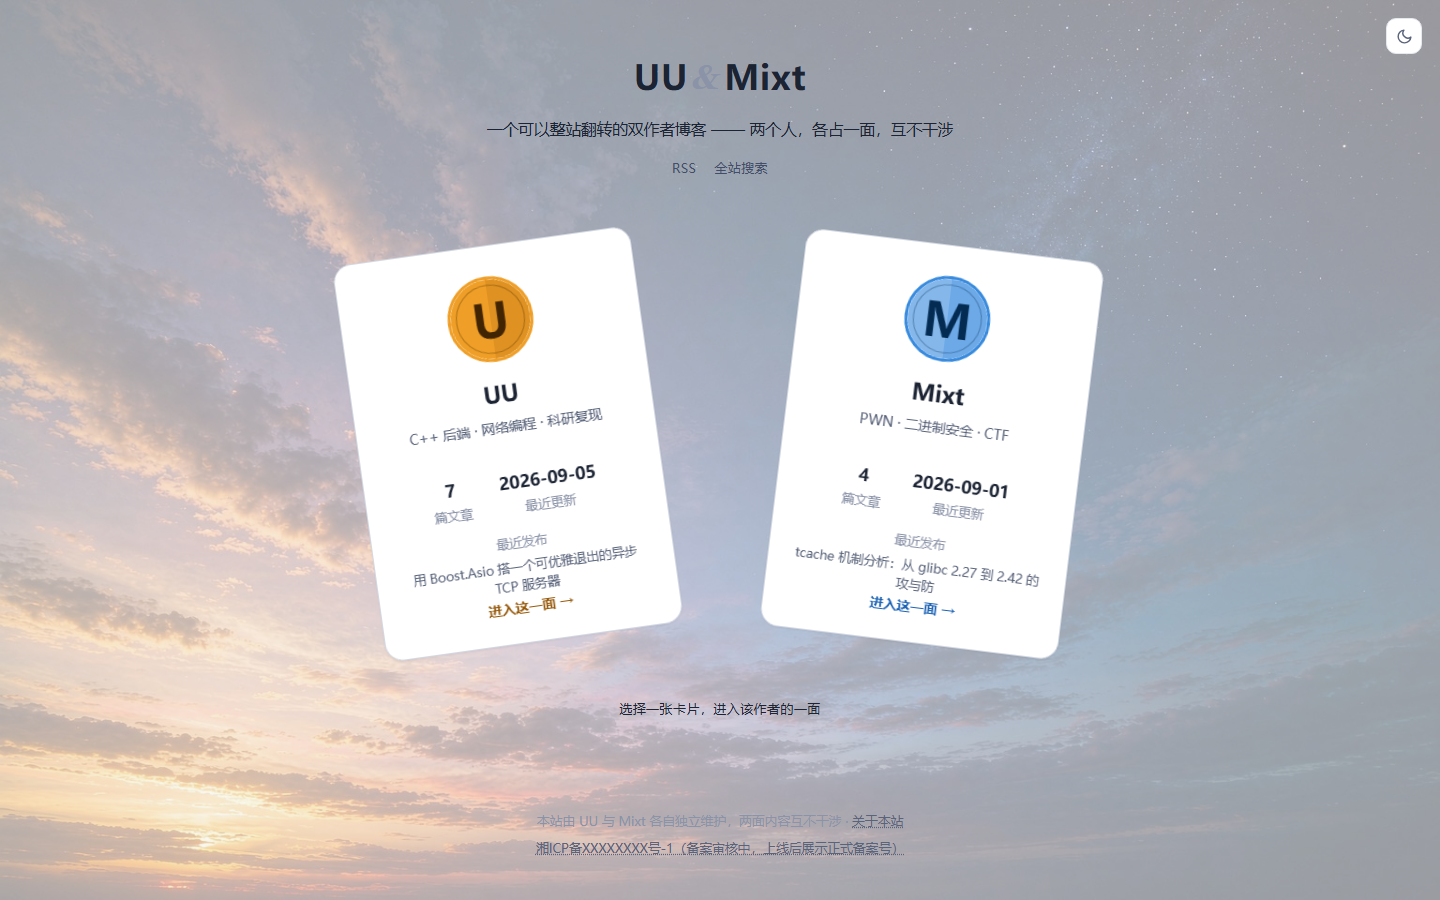 UU & Mixt
一个可以整站翻转的双作者博客 —— 两个人，各占一面，互不干涉
RSS 全站搜索
U
UU
C++ 后端 · 网络编程 · 科研复现
7 2026-09-05
篇文章 最近更新
最近发布
用 Boost.Asio 搭一个可优雅退出的异步
TCP 服务器
进入这一面 →
M
Mixt
PWN · 二进制安全 · CTF
4 2026-09-01
篇文章 最近更新
最近发布
tcache 机制分析：从 glibc 2.27 到 2.42 的
攻与防
进入这一面 →
选择一张卡片，进入该作者的一面
本站由 UU 与 Mixt 各自独立维护，两面内容互不干涉 · 关于本站
湘ICP备XXXXXXXX号-1（备案审核中，上线后展示正式备案号）